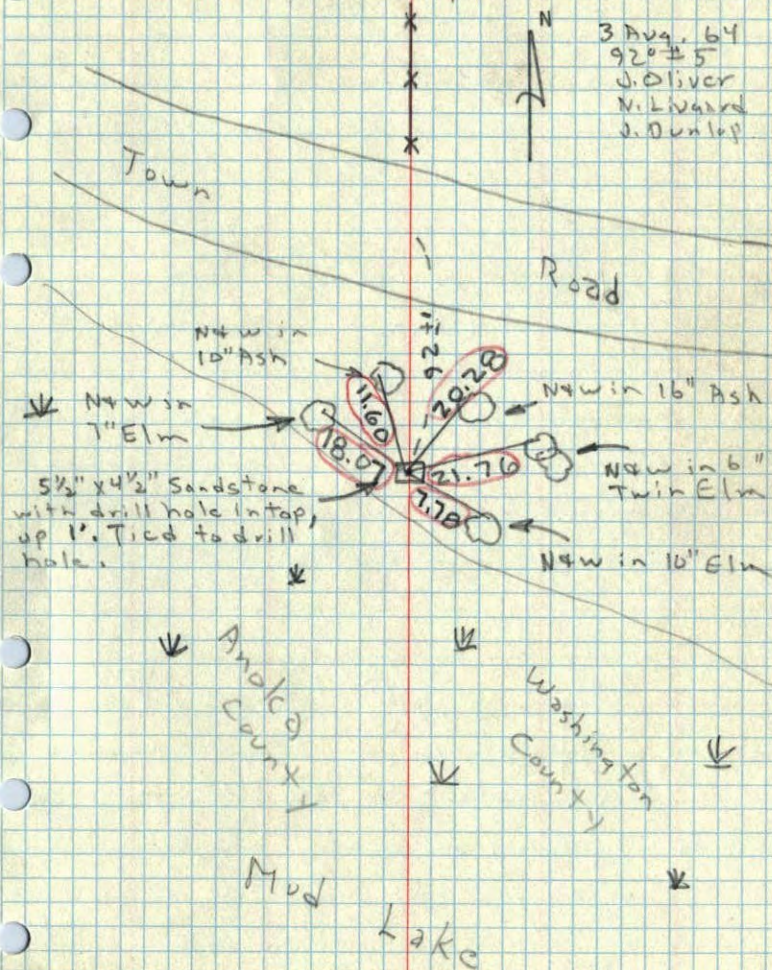 N
3 Aug. 64
92° ± 5
J. Oliver
N. Livgard
J. Dunlop
Town
Road
92 ±'
N&W in
10" Ash
11.60
20.28
N&W in 16" Ash
N&W in
7" Elm
18.07
21.76
N&W in 6"
Twin Elm
7.78
N&W in 10" Elm
5½" x 4½" Sandstone
with drill hole in top,
up 1'. Tied to drill
hole.
Anoka
County
Washington
County
Mud Lake